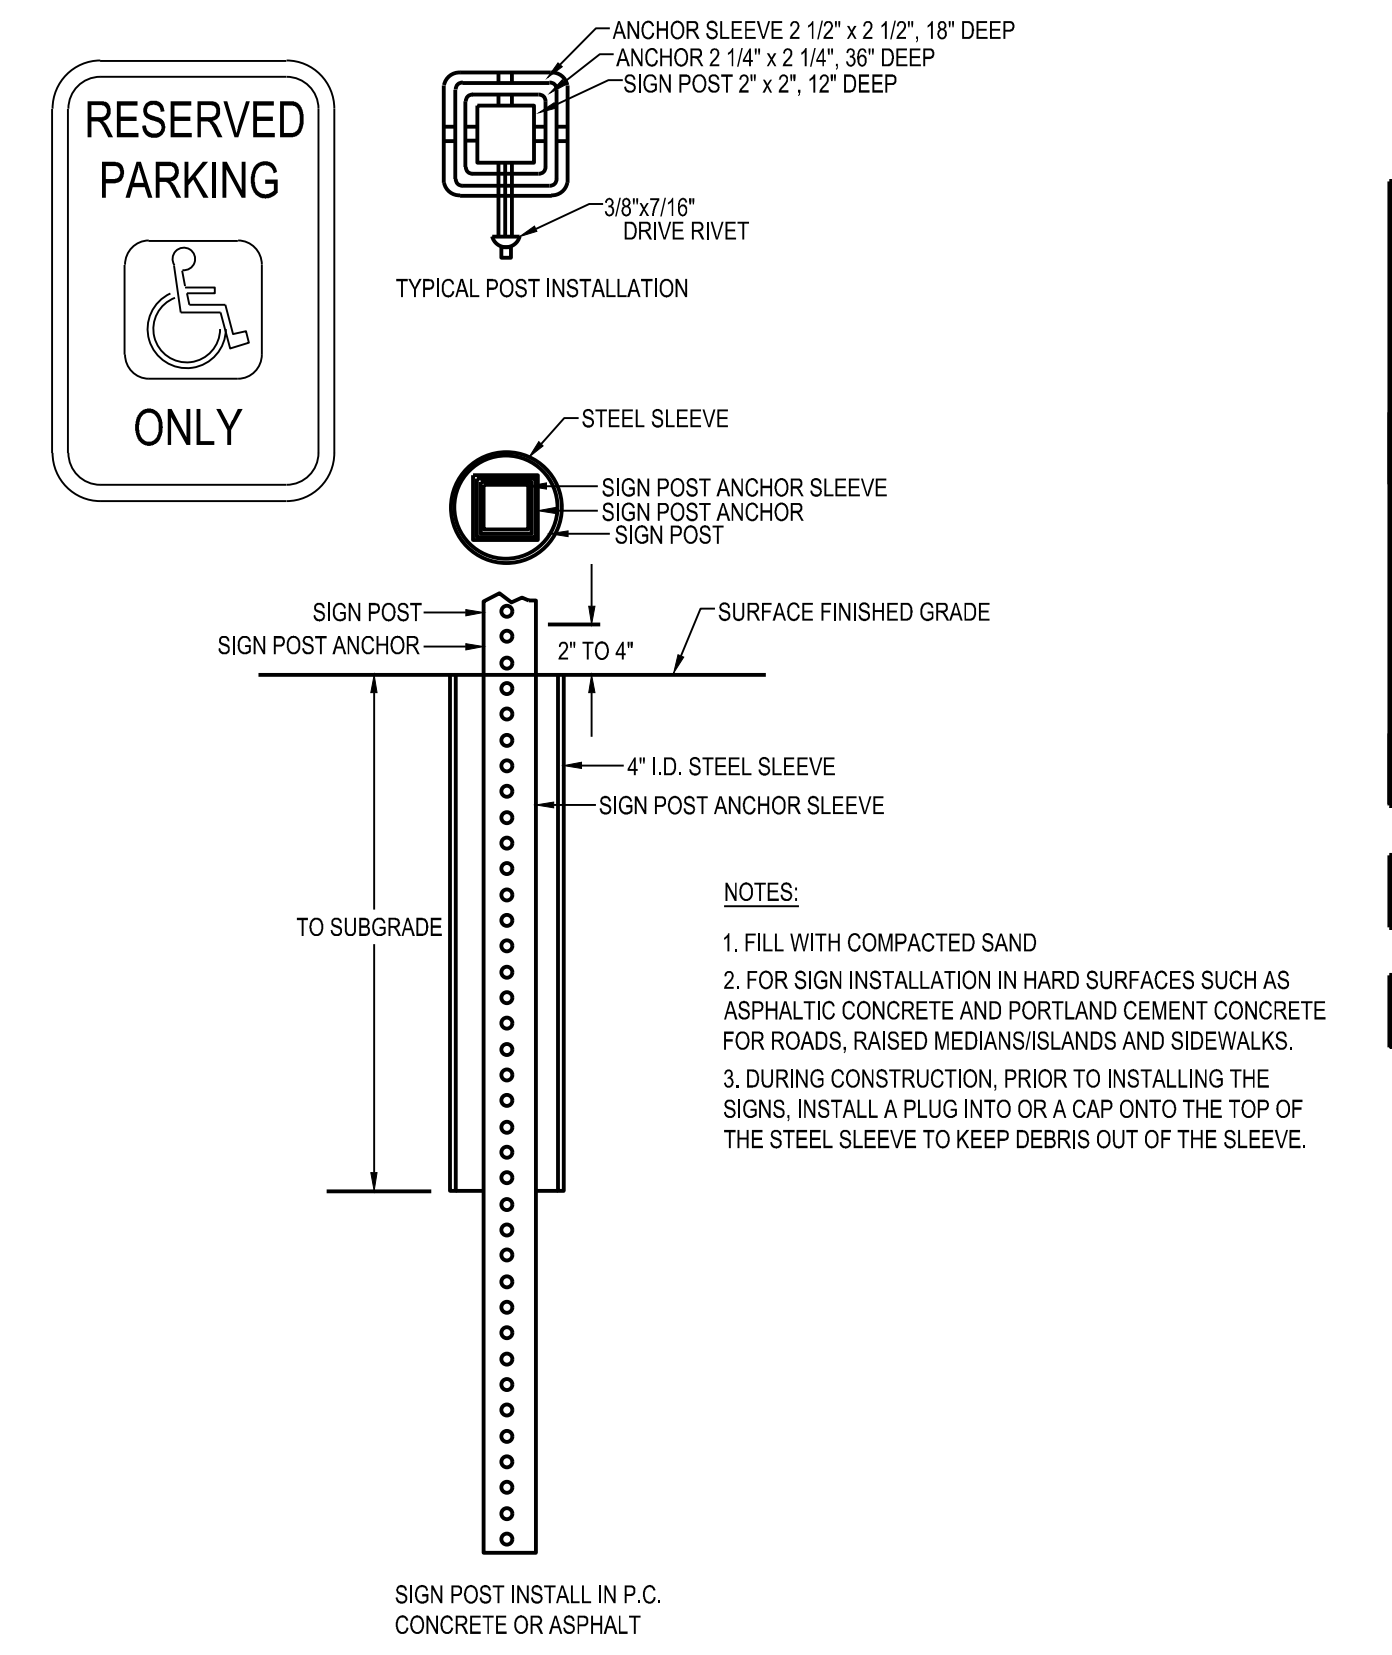 RESERVED
PARKING
ONLY
ANCHOR SLEEVE 2 1/2" x 2 1/2", 18" DEEP
ANCHOR 2 1/4" x 2 1/4", 36" DEEP
SIGN POST 2" x 2", 12" DEEP
3/8"x7/16"
DRIVE RIVET
TYPICAL POST INSTALLATION
STEEL SLEEVE
SIGN POST ANCHOR SLEEVE
SIGN POST ANCHOR
SIGN POST
SIGN POST
SIGN POST ANCHOR
2" TO 4"
SURFACE FINISHED GRADE
4" I.D. STEEL SLEEVE
SIGN POST ANCHOR SLEEVE
TO SUBGRADE
NOTES:
1. FILL WITH COMPACTED SAND
2. FOR SIGN INSTALLATION IN HARD SURFACES SUCH AS
ASPHALTIC CONCRETE AND PORTLAND CEMENT CONCRETE
FOR ROADS, RAISED MEDIANS/ISLANDS AND SIDEWALKS.
3. DURING CONSTRUCTION, PRIOR TO INSTALLING THE
SIGNS, INSTALL A PLUG INTO OR A CAP ONTO THE TOP OF
THE STEEL SLEEVE TO KEEP DEBRIS OUT OF THE SLEEVE.
SIGN POST INSTALL IN P.C.
CONCRETE OR ASPHALT